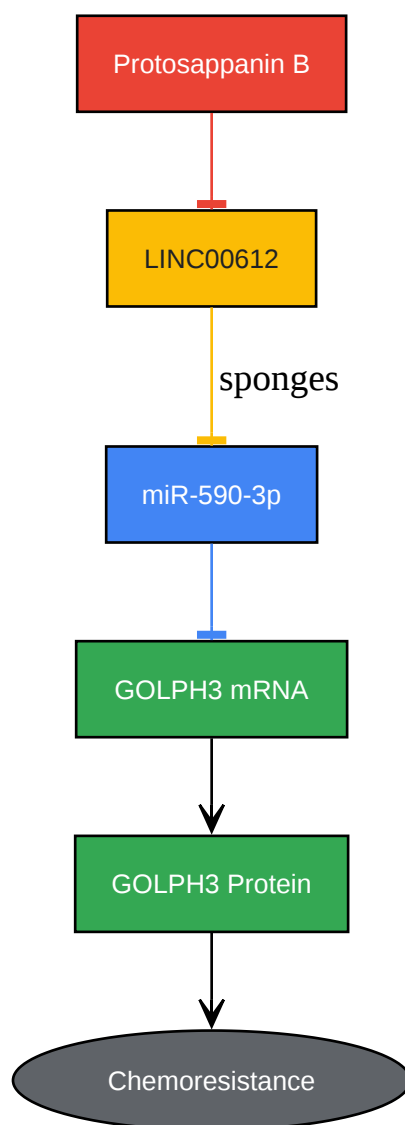 Protosappanin B
LINC00612
sponges
miR-590-3p
GOLPH3 mRNA
GOLPH3 Protein
Chemoresistance